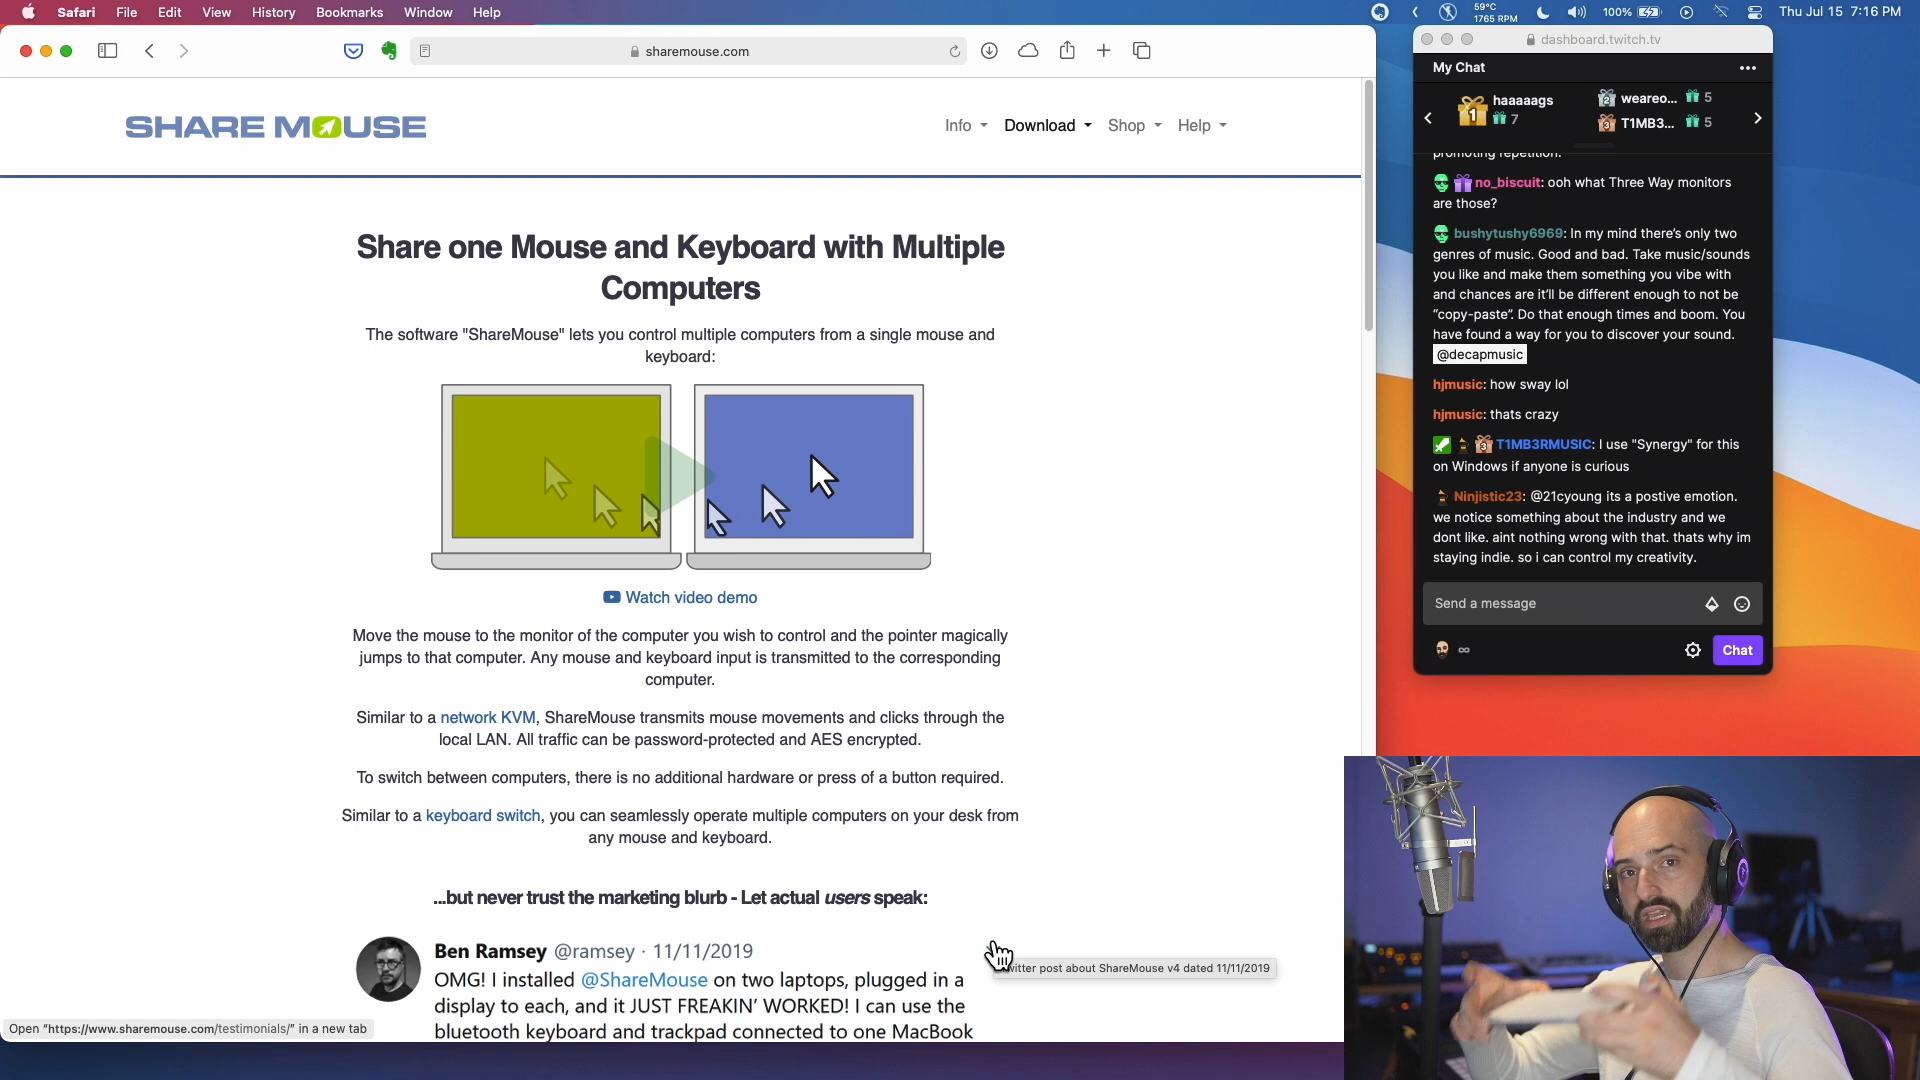 Safari File Edit View History Bookmarks Window Help
59°C
1765 RPM
100%
Thu Jul 15 7:16 PM
sharemouse.com
SHARE MOUSE
Info Download Shop Help
Share one Mouse and Keyboard with Multiple
Computers
The software "ShareMouse" lets you control multiple computers from a single mouse and
keyboard:
Watch video demo
Move the mouse to the monitor of the computer you wish to control and the pointer magically
jumps to that computer. Any mouse and keyboard input is transmitted to the corresponding
computer.
Similar to a network KVM, ShareMouse transmits mouse movements and clicks through the
local LAN. All traffic can be password-protected and AES encrypted.
To switch between computers, there is no additional hardware or press of a button required.
Similar to a keyboard switch, you can seamlessly operate multiple computers on your desk from
any mouse and keyboard.
...but never trust the marketing blurb - Let actual users speak:
Ben Ramsey @ramsey · 11/11/2019
OMG! I installed @ShareMouse on two laptops, plugged in a
display to each, and it JUST FREAKIN' WORKED! I can use the
bluetooth keyboard and trackpad connected to one MacBook
witter post about ShareMouse v4 dated 11/11/2019
Open "https://www.sharemouse.com/testimonials/" in a new tab
dashboard.twitch.tv
My Chat
1 haaaaags
7
2 weareo... 5
3 T1MB3... 5
promoting repetition.
no_biscuit: ooh what Three Way monitors
are those?
bushytushy6969: In my mind there's only two
genres of music. Good and bad. Take music/sounds
you like and make them something you vibe with
and chances are it'll be different enough to not be
“copy-paste”. Do that enough times and boom. You
have found a way for you to discover your sound.
@decapmusic
hjmusic: how sway lol
hjmusic: thats crazy
3 T1MB3RMUSIC: I use "Synergy" for this
on Windows if anyone is curious
Ninjistic23: @21cyoung its a postive emotion.
we notice something about the industry and we
dont like. aint nothing wrong with that. thats why im
staying indie. so i can control my creativity.
Send a message
∞
Chat